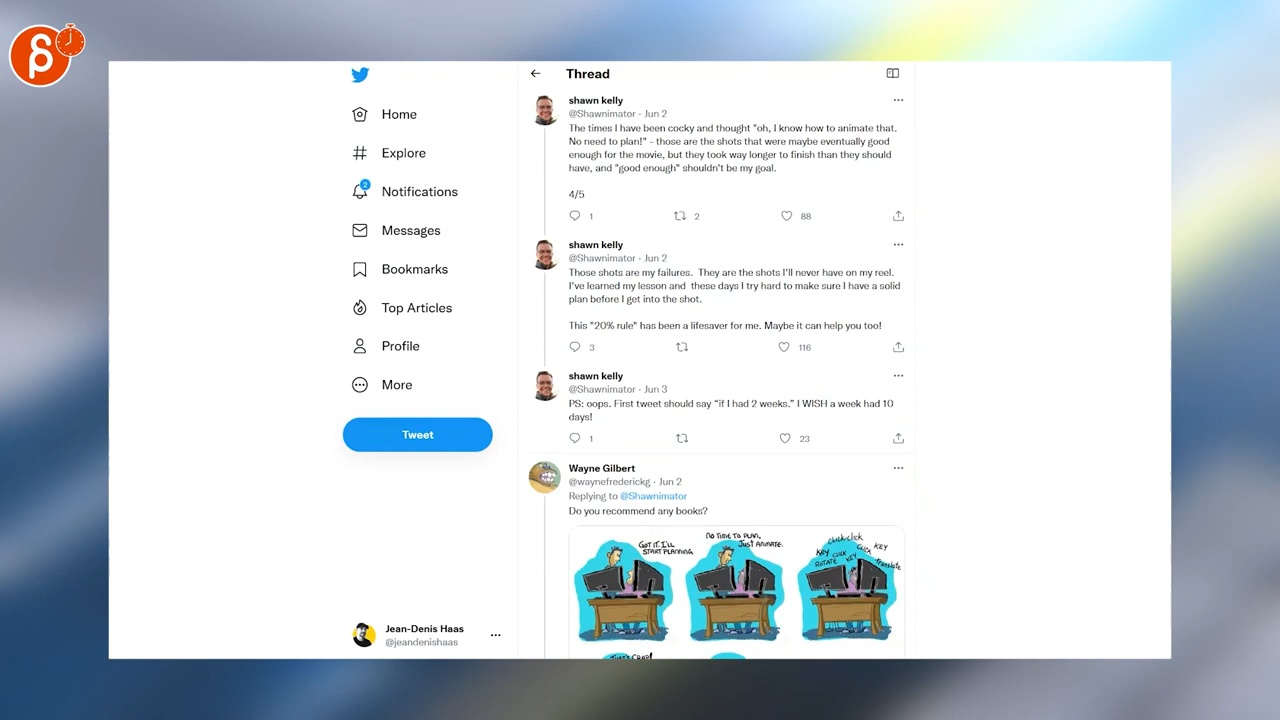 Home
Explore
2
Notifications
Messages
Bookmarks
Top Articles
Profile
More
Tweet
Jean-Denis Haas
@jeandenishaas
Thread
shawn kelly
@Shawnimator · Jun 2
The times I have been cocky and thought "oh, I know how to animate that.
No need to plan!" - those are the shots that were maybe eventually good
enough for the movie, but they took way longer to finish than they should
have, and "good enough" shouldn't be my goal.
4/5
1 2 88
shawn kelly
@Shawnimator · Jun 2
Those shots are my failures. They are the shots I'll never have on my reel.
I've learned my lesson and these days I try hard to make sure I have a solid
plan before I get into the shot.
This "20% rule" has been a lifesaver for me. Maybe it can help you too!
3 116
shawn kelly
@Shawnimator · Jun 3
PS: oops. First tweet should say “if I had 2 weeks.” I WISH a week had 10
days!
1 23
Wayne Gilbert
@waynefrederickg · Jun 2
Replying to @Shawnimator
Do you recommend any books?
GOT IT. I'LL
START PLANNING.
NO TIME TO PLAN,
JUST ANIMATE.
click-click
KEY CLICK CLICK KEY
ROTATE KEY translate
THAT'S CRAP!